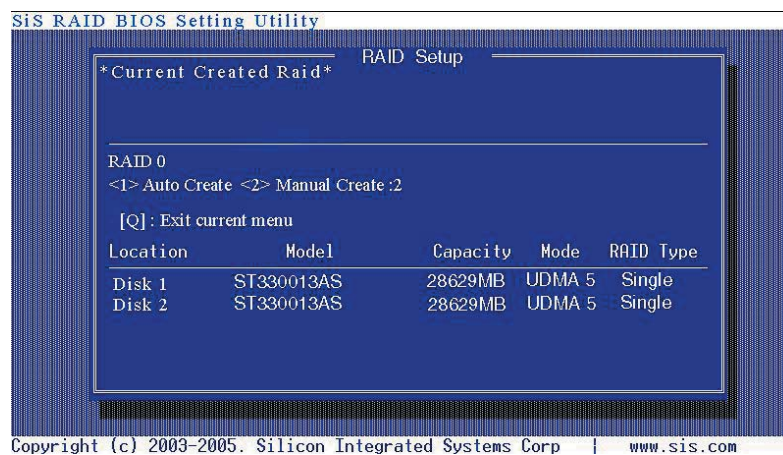 SiS RAID BIOS Setting Utility
RAID Setup
*Current Created Raid*
RAID 0
<1> Auto Create <2> Manual Create :2
[Q] : Exit current menu
Location Model Capacity Mode RAID Type
Disk 1 ST330013AS 28629MB UDMA 5 Single
Disk 2 ST330013AS 28629MB UDMA 5 Single
Copyright (c) 2003-2005. Silicon Integrated Systems Corp | www.sis.com